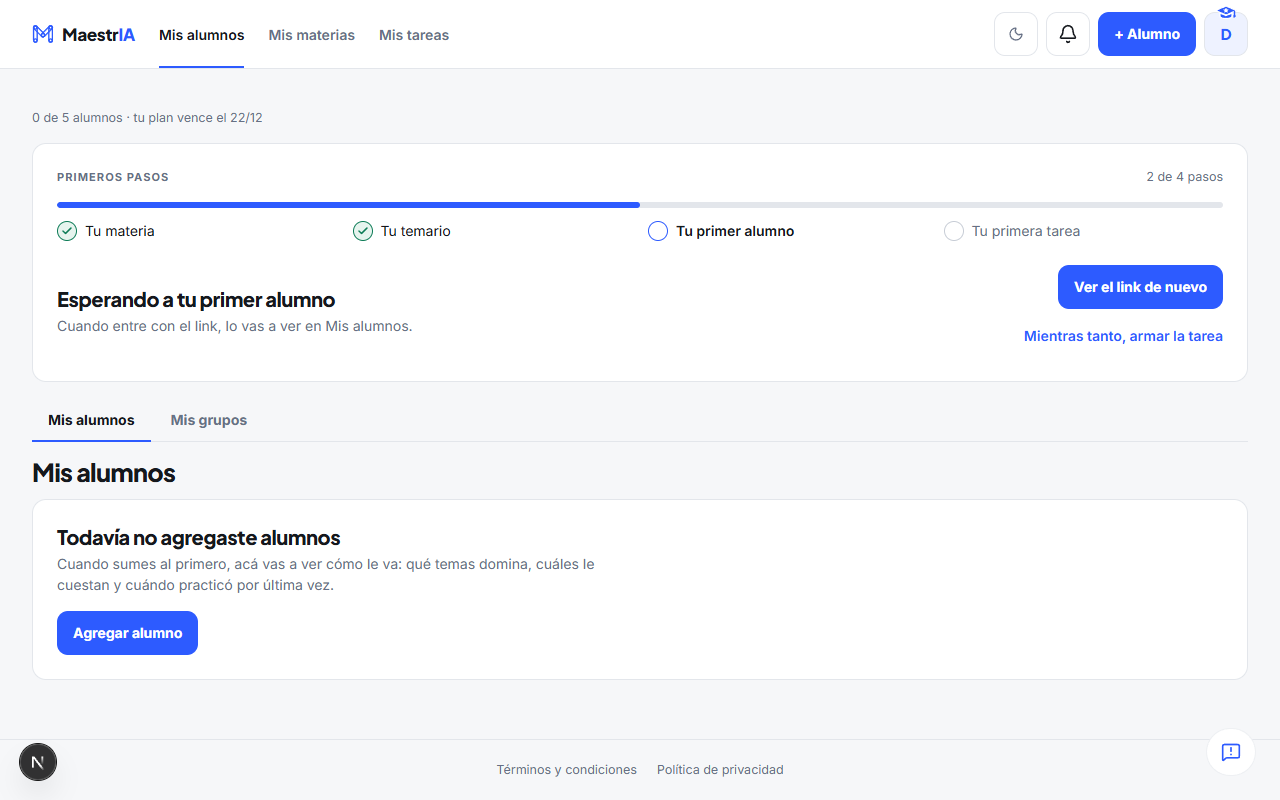 MaestrIA
Mis alumnos
Mis materias
Mis tareas
+ Alumno
D
0 de 5 alumnos · tu plan vence el 22/12
PRIMEROS PASOS
2 de 4 pasos
Tu materia
Tu temario
Tu primer alumno
Tu primera tarea
Esperando a tu primer alumno
Cuando entre con el link, lo vas a ver en Mis alumnos.
Ver el link de nuevo
Mientras tanto, armar la tarea
Mis alumnos
Mis grupos
Mis alumnos
Todavía no agregaste alumnos
Cuando sumes al primero, acá vas a ver cómo le va: qué temas domina, cuáles le
cuestan y cuándo practicó por última vez.
Agregar alumno
N
Términos y condiciones
Política de privacidad